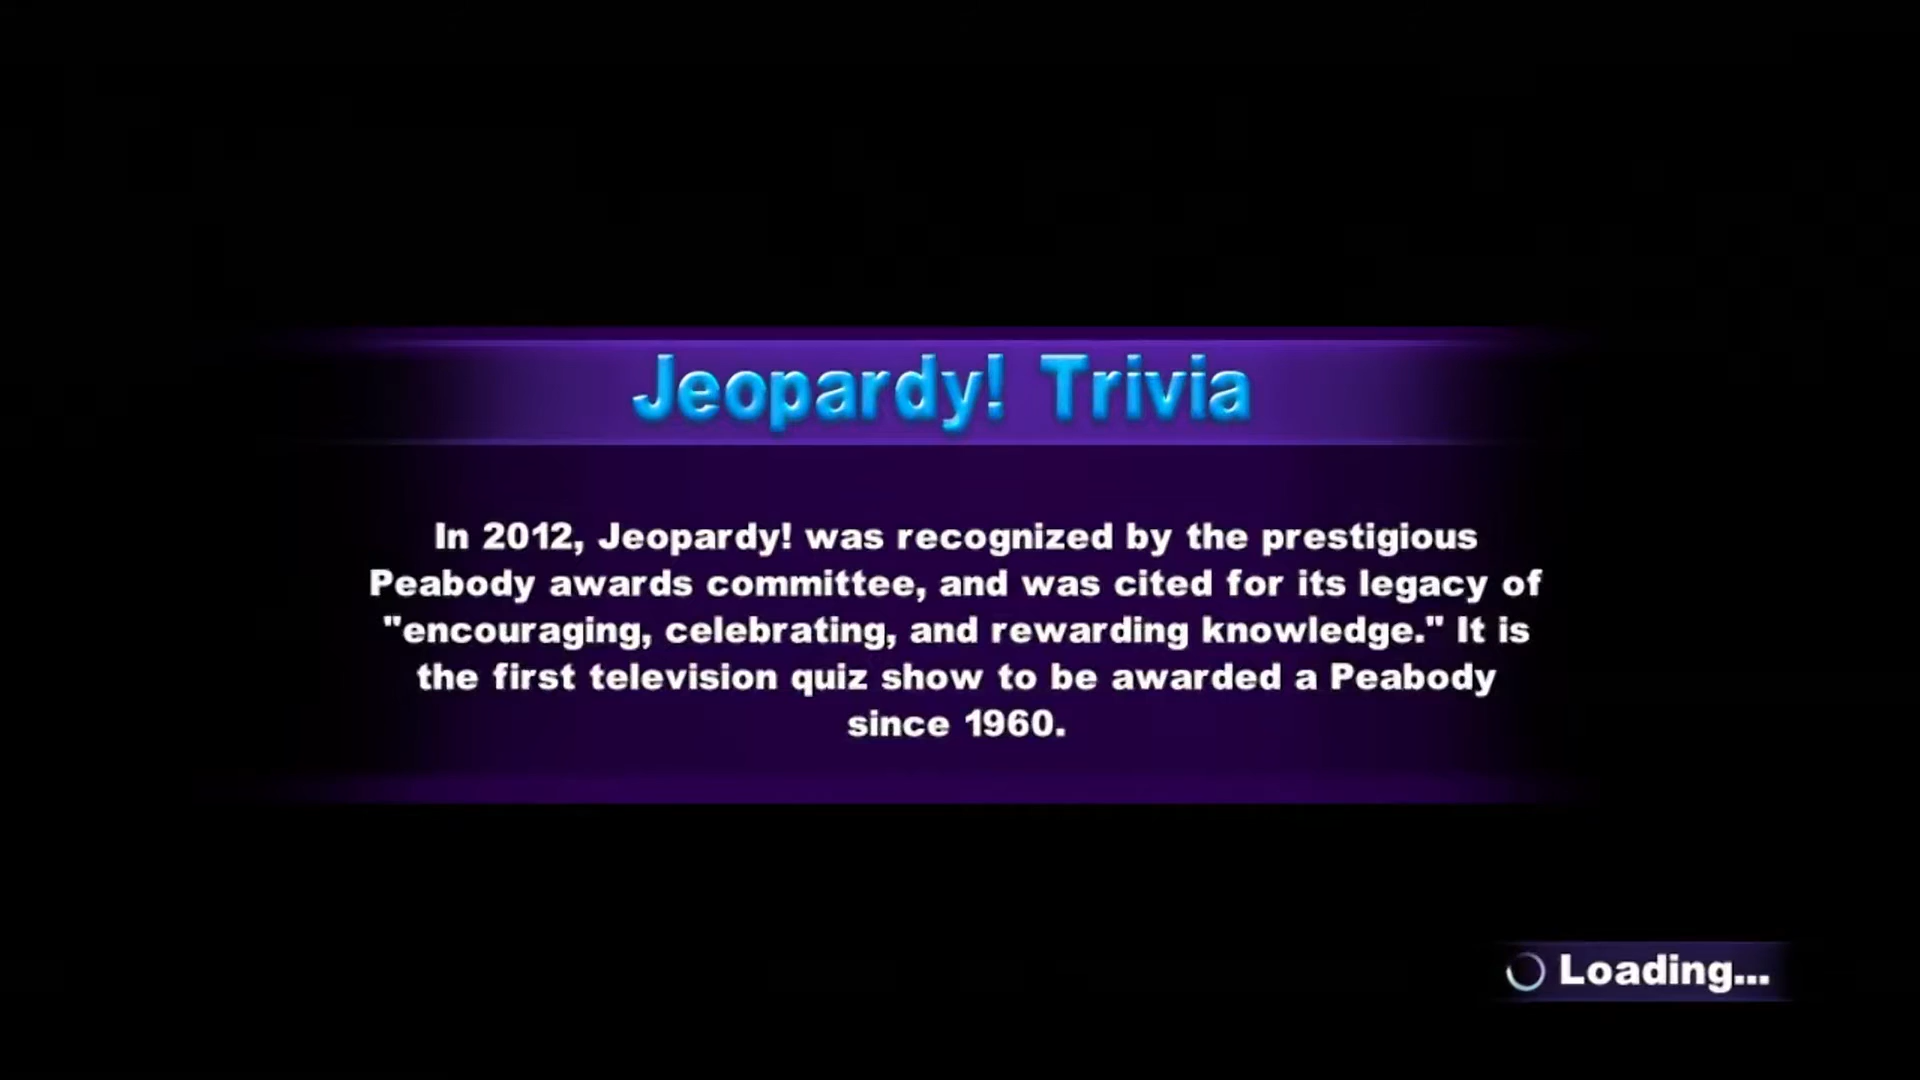 Jeopardy! Trivia
In 2012, Jeopardy! was recognized by the prestigious
Peabody awards committee, and was cited for its legacy of
"encouraging, celebrating, and rewarding knowledge." It is
the first television quiz show to be awarded a Peabody
since 1960.
Loading...